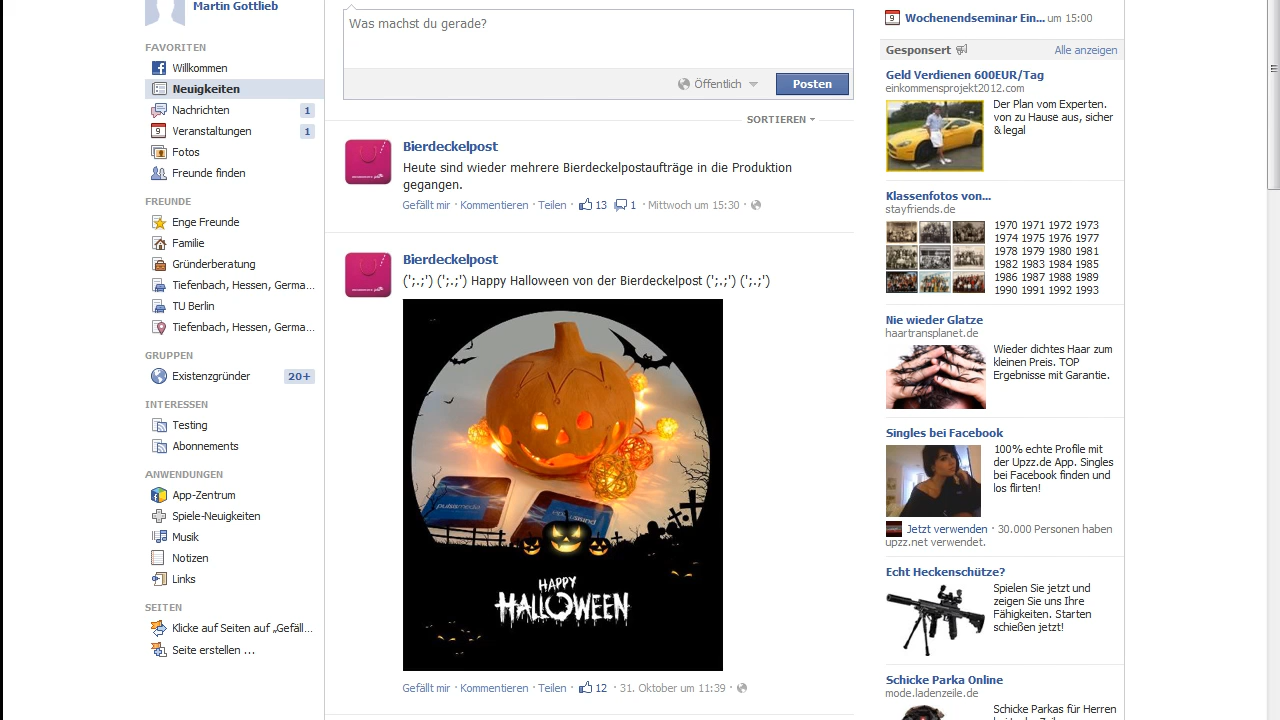 Martin Gottlieb
FAVORITEN
Willkommen
Neuigkeiten
Nachrichten 1
9 Veranstaltungen 1
Fotos
Freunde finden
FREUNDE
Enge Freunde
Familie
Gründerberatung
Tiefenbach, Hessen, Germa...
TU Berlin
Tiefenbach, Hessen, Germa...
GRUPPEN
Existenzgründer 20+
INTERESSEN
Testing
Abonnements
ANWENDUNGEN
App-Zentrum
Spiele-Neuigkeiten
Musik
Notizen
Links
SEITEN
Klicke auf Seiten auf „Gefäll...
Seite erstellen ...
Was machst du gerade?
Öffentlich
Posten
SORTIEREN
Bierdeckelpost
Heute sind wieder mehrere Bierdeckelpostaufträge in die Produktion
gegangen.
Gefällt mir · Kommentieren · Teilen · 13 1 · Mittwoch um 15:30 ·
Bierdeckelpost
(';,;') (';,;') Happy Halloween von der Bierdeckelpost (';,;') (';,;')
HAPPY
HALLOWEEN
Gefällt mir · Kommentieren · Teilen · 12 · 31. Oktober um 11:39 ·
9 Wochenendseminar Ein... um 15:00
Gesponsert Alle anzeigen
Geld Verdienen 600EUR/Tag
einkommensprojekt2012.com
Der Plan vom Experten.
von zu Hause aus, sicher
& legal
Klassenfotos von...
stayfriends.de
1970 1971 1972 1973
1974 1975 1976 1977
1978 1979 1980 1981
1982 1983 1984 1985
1986 1987 1988 1989
1990 1991 1992 1993
Nie wieder Glatze
haartransplanet.de
Wieder dichtes Haar zum
kleinen Preis. TOP
Ergebnisse mit Garantie.
Singles bei Facebook
100% echte Profile mit
der Upzz.de App. Singles
bei Facebook finden und
los flirten!
Jetzt verwenden · 30.000 Personen haben
upzz.net verwendet.
Echt Heckenschütze?
Spielen Sie jetzt und
zeigen Sie uns Ihre
Fähigkeiten. Starten
schießen jetzt!
Schicke Parka Online
mode.ladenzeile.de
Schicke Parkas für Herren